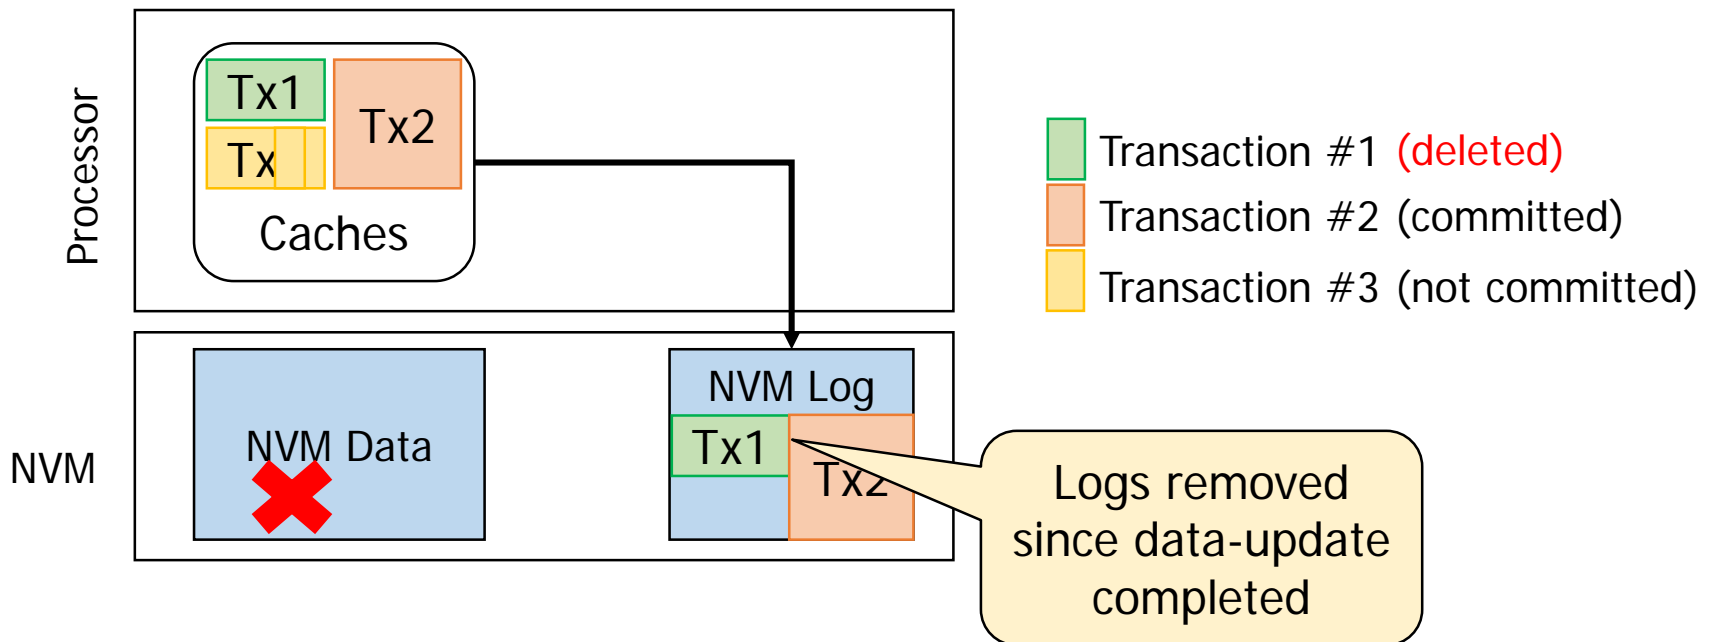 Processor
Tx1
Tx2
Tx
Caches
Transaction #1 (deleted)
Transaction #2 (committed)
Transaction #3 (not committed)
NVM
NVM Data
NVM Log
Tx1
Tx2
Logs removed
since data-update
completed